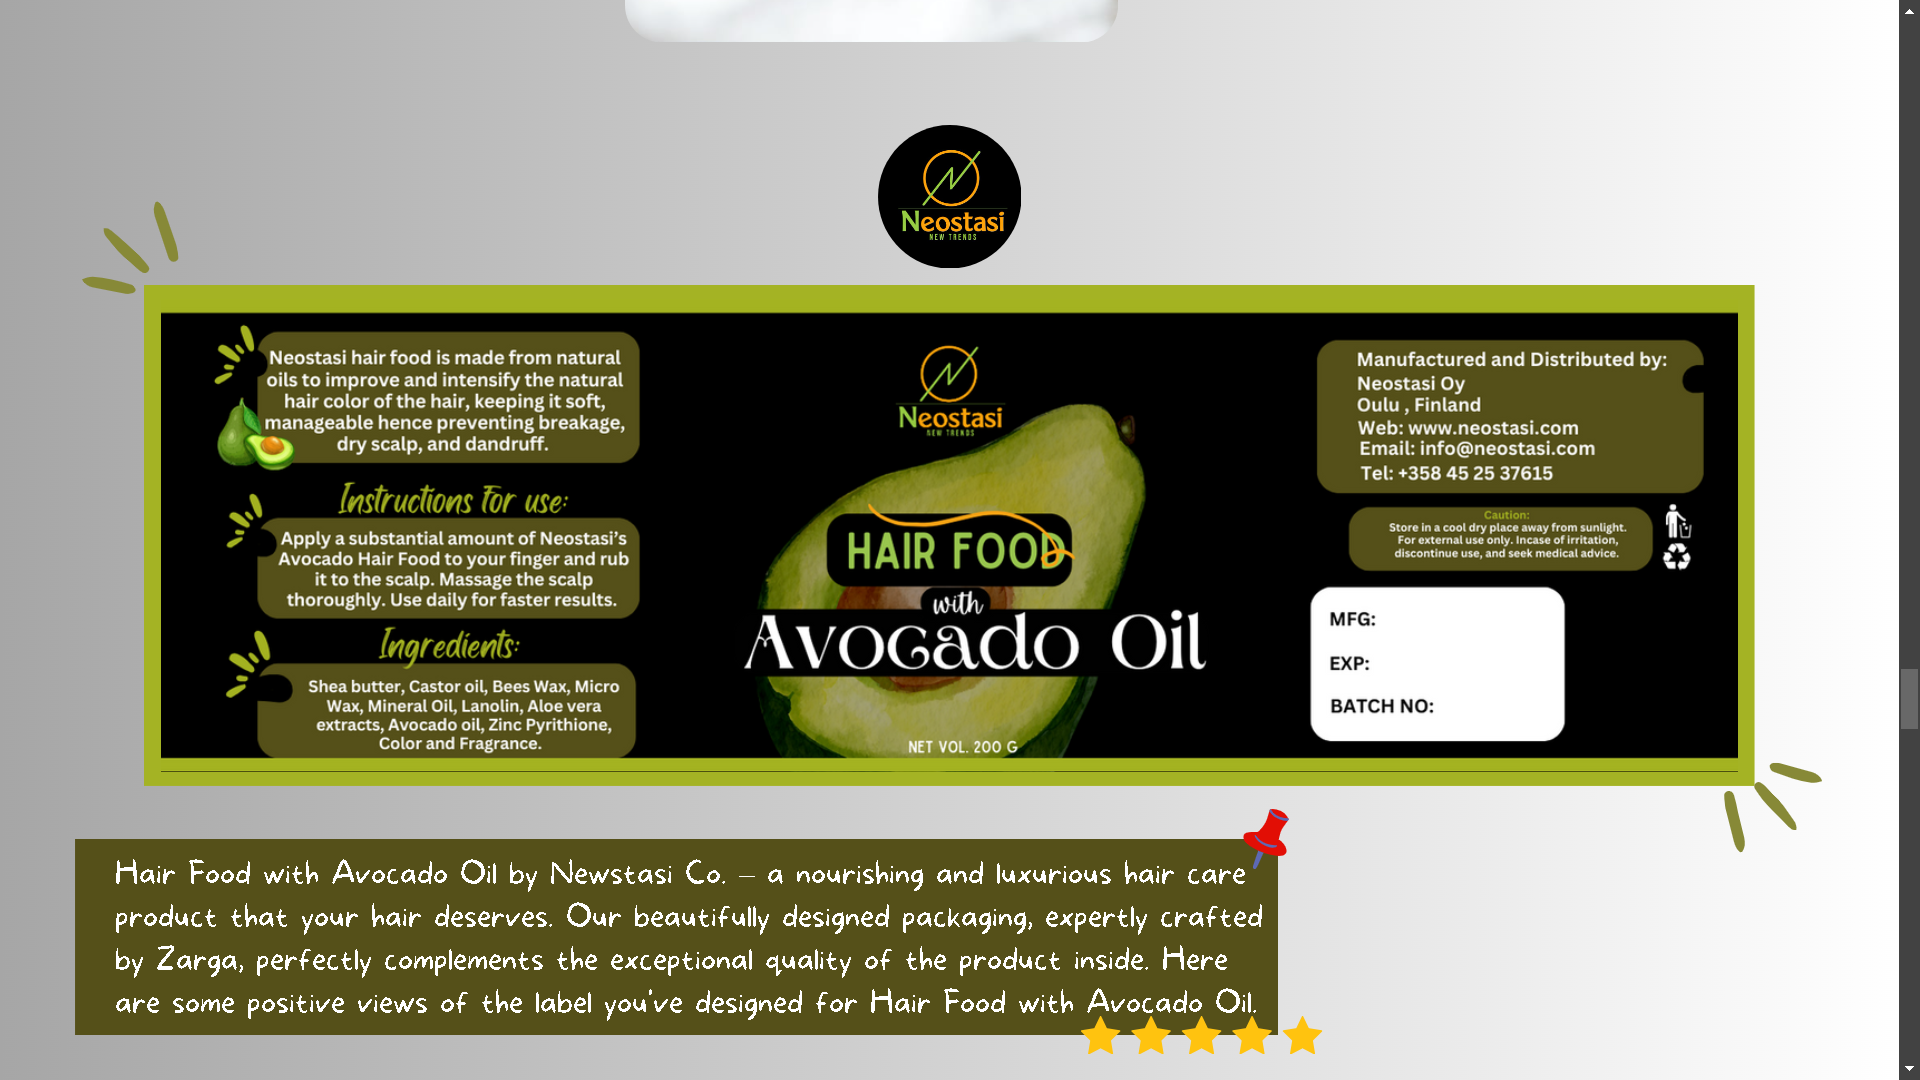 Neostasi
NEW TRENDS
Neostasi hair food is made from natural
oils to improve and intensify the natural
hair color of the hair, keeping it soft,
manageable hence preventing breakage,
dry scalp, and dandruff.
Instructions for use:
Apply a substantial amount of Neostasi’s
Avocado Hair Food to your finger and rub
it to the scalp. Massage the scalp
thoroughly. Use daily for faster results.
Ingredients:
Shea butter, Castor oil, Bees Wax, Micro
Wax, Mineral Oil, Lanolin, Aloe vera
extracts, Avocado oil, Zinc Pyrithione,
Color and Fragrance.
Neostasi
NEW TRENDS
HAIR FOOD
with
Avocado Oil
NET VOL. 200 G
Manufactured and Distributed by:
Neostasi Oy
Oulu , Finland
Web: www.neostasi.com
Email: info@neostasi.com
Tel: +358 45 25 37615
Caution:
Store in a cool dry place away from sunlight.
For external use only. Incase of irritation,
discontinue use, and seek medical advice.
MFG:
EXP:
BATCH NO:
Hair Food with Avocado Oil by Newstasi Co. – a nourishing and luxurious hair care
product that your hair deserves. Our beautifully designed packaging, expertly crafted
by Zarga, perfectly complements the exceptional quality of the product inside. Here
are some positive views of the label you've designed for Hair Food with Avocado Oil.